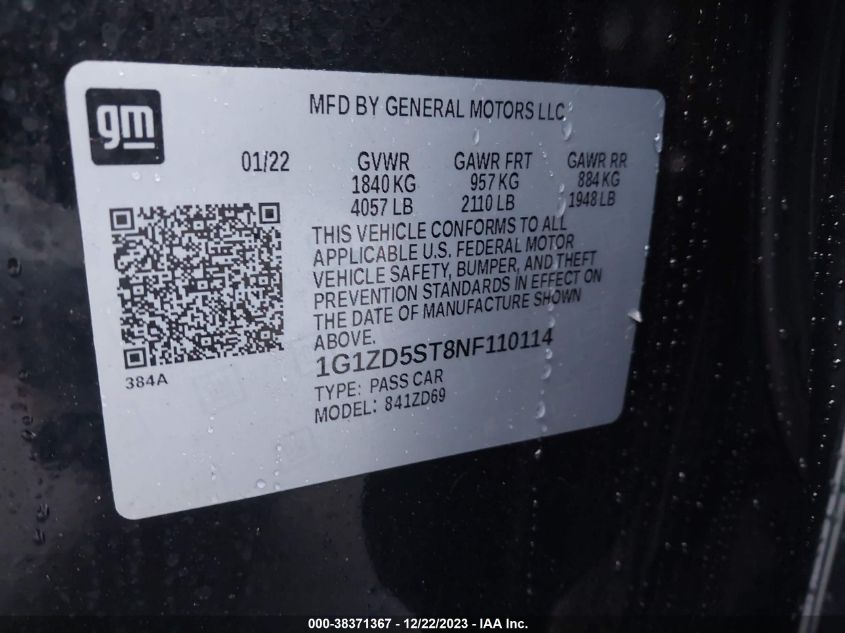 gm
MFD BY GENERAL MOTORS LLC
01/22 GVWR GAWR FRT GAWR RR
1840 KG 957 KG 884 KG
4057 LB 2110 LB 1948 LB
THIS VEHICLE CONFORMS TO ALL
APPLICABLE U.S. FEDERAL MOTOR
VEHICLE SAFETY, BUMPER, AND THEFT
PREVENTION STANDARDS IN EFFECT ON
THE DATE OF MANUFACTURE SHOWN
ABOVE.
1G1ZD5ST8NF110114
TYPE: PASS CAR
MODEL: 841ZD69
384A
000-38371367 - 12/22/2023 - IAA Inc.